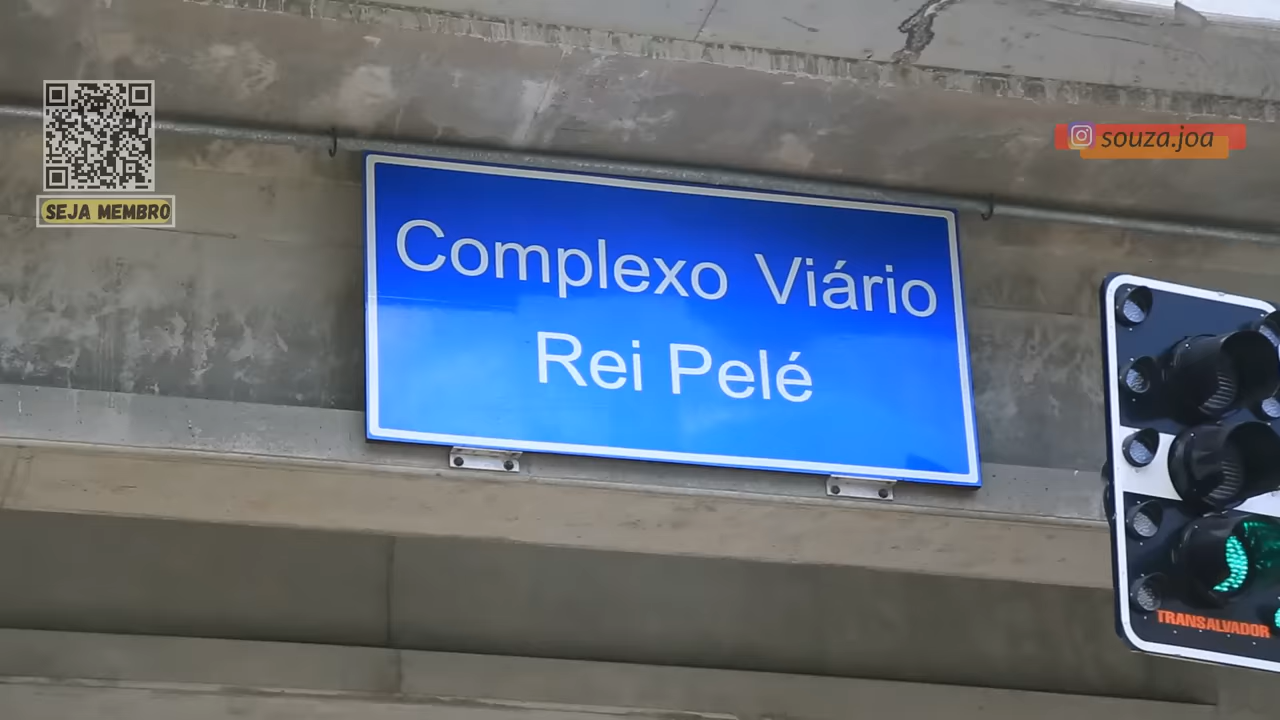 SEJA MEMBRO
souza.joa
Complexo Viário
Rei Pelé
TRANSALVADOR